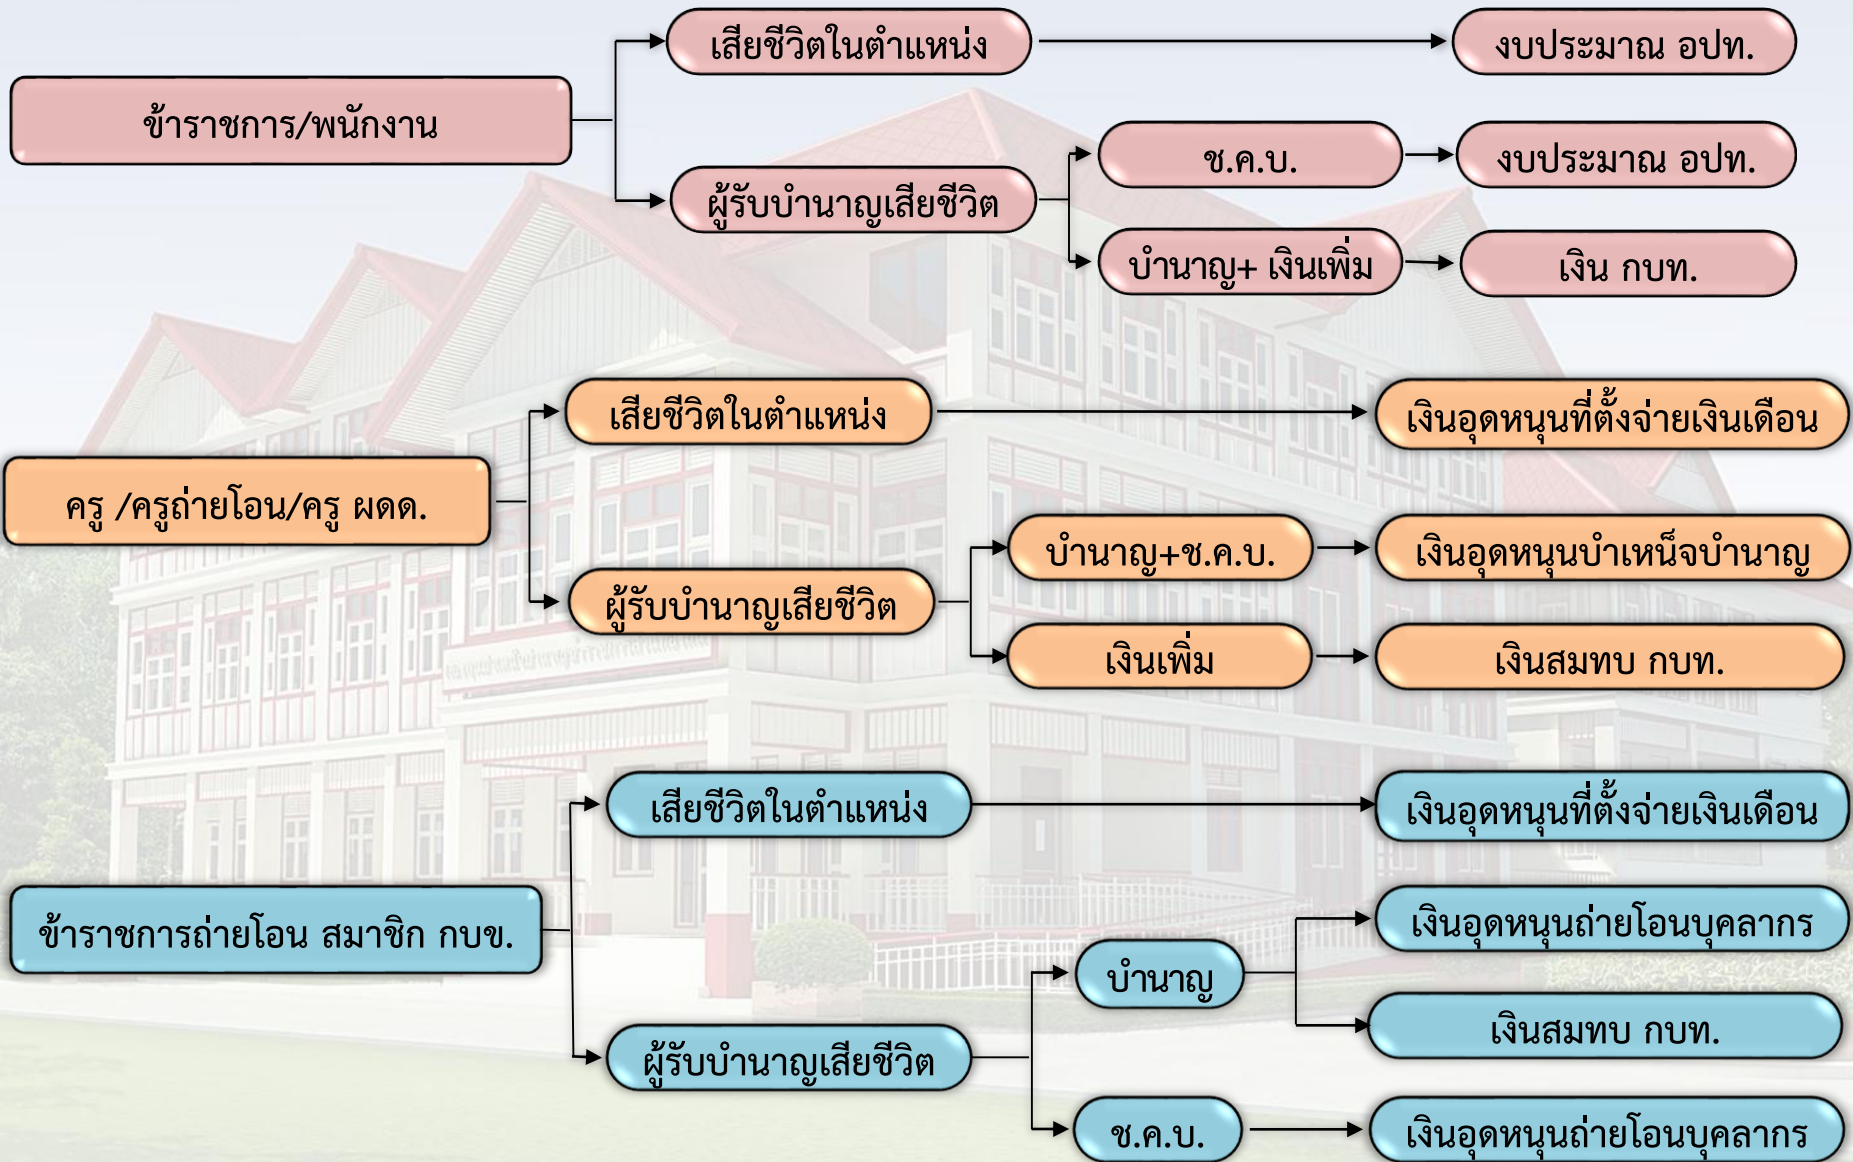 เสียชีวิตในตำแหน่ง
งบประมาณ อปท.
ข้าราชการ/พนักงาน
ช.ค.บ.
งบประมาณ อปท.
ผู้รับบำนาญเสียชีวิต
บำนาญ+ เงินเพิ่ม
เงิน กบท.
เสียชีวิตในตำแหน่ง
เงินอุดหนุนที่ตั้งจ่ายเงินเดือน
ครู /ครูถ่ายโอน/ครู ผดด.
บำนาญ+ช.ค.บ.
เงินอุดหนุนบำเหน็จบำนาญ
ผู้รับบำนาญเสียชีวิต
เงินเพิ่ม
เงินสมทบ กบท.
เสียชีวิตในตำแหน่ง
เงินอุดหนุนที่ตั้งจ่ายเงินเดือน
ข้าราชการถ่ายโอน สมาชิก กบข.
เงินอุดหนุนถ่ายโอนบุคลากร
บำนาญ
เงินสมทบ กบท.
ผู้รับบำนาญเสียชีวิต
ช.ค.บ.
เงินอุดหนุนถ่ายโอนบุคลากร